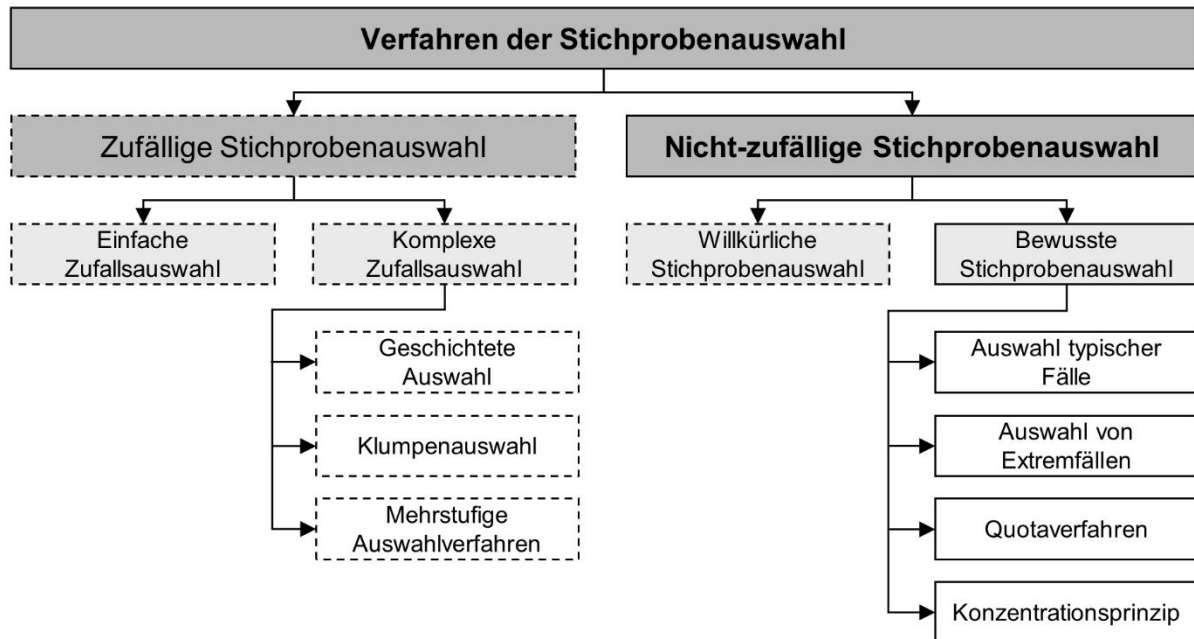 Verfahren der Stichprobenauswahl
Zufällige Stichprobenauswahl
Nicht-zufällige Stichprobenauswahl
Einfache
Zufallsauswahl
Komplexe
Zufallsauswahl
Willkürliche
Stichprobenauswahl
Bewusste
Stichprobenauswahl
Geschichtete
Auswahl
Klumpenauswahl
Mehrstufige
Auswahlverfahren
Auswahl typischer
Fälle
Auswahl von
Extremfällen
Quotaverfahren
Konzentrationsprinzip